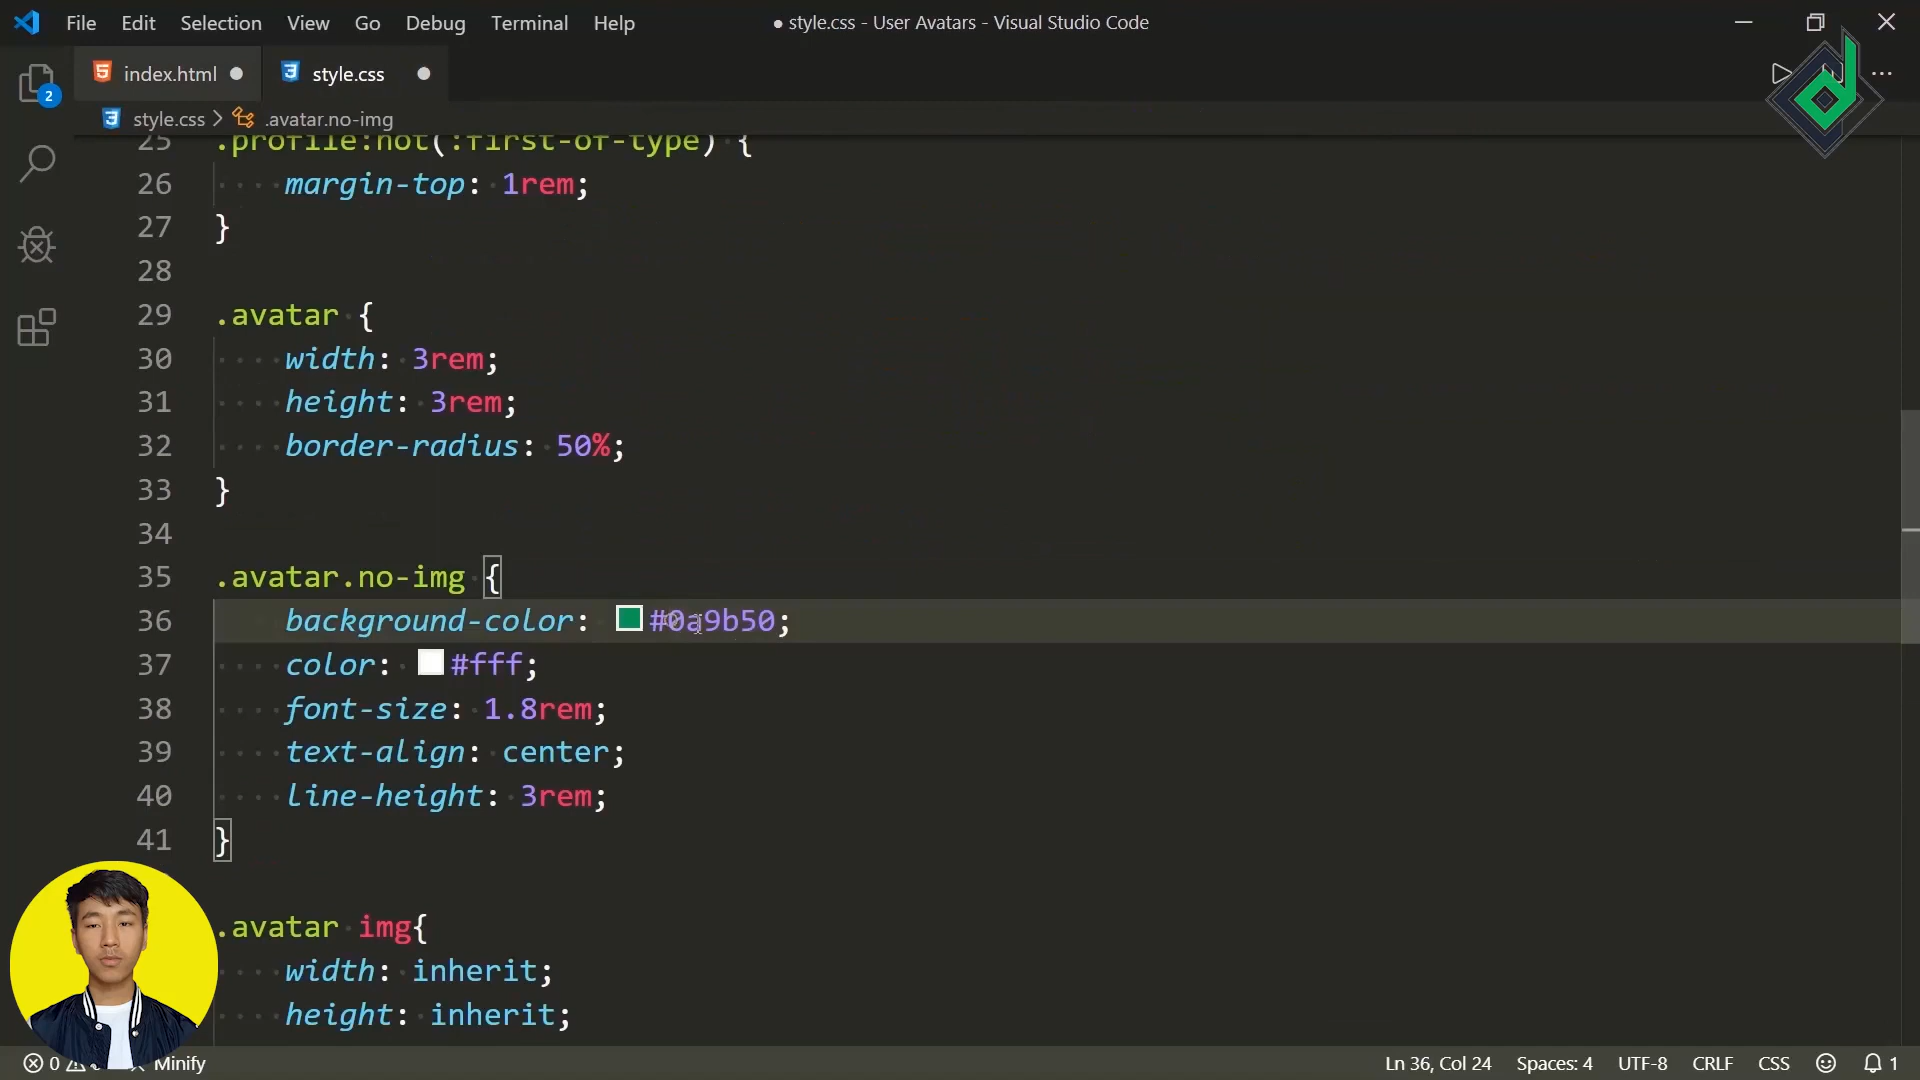 File Edit Selection View Go Debug Terminal Help ● style.css - User Avatars - Visual Studio Code
index.html ● style.css ●
2
style.css > .avatar.no-img
25 .profile:not(:first-of-type) {
26 margin-top: 1rem;
27 }
28
29 .avatar {
30 width: 3rem;
31 height: 3rem;
32 border-radius: 50%;
33 }
34
35 .avatar.no-img {
36 background-color: #0a9b50;
37 color: #fff;
38 font-size: 1.8rem;
39 text-align: center;
40 line-height: 3rem;
41 }
.avatar img{
width: inherit;
height: inherit;
0 Minify Ln 36, Col 24 Spaces: 4 UTF-8 CRLF CSS 1